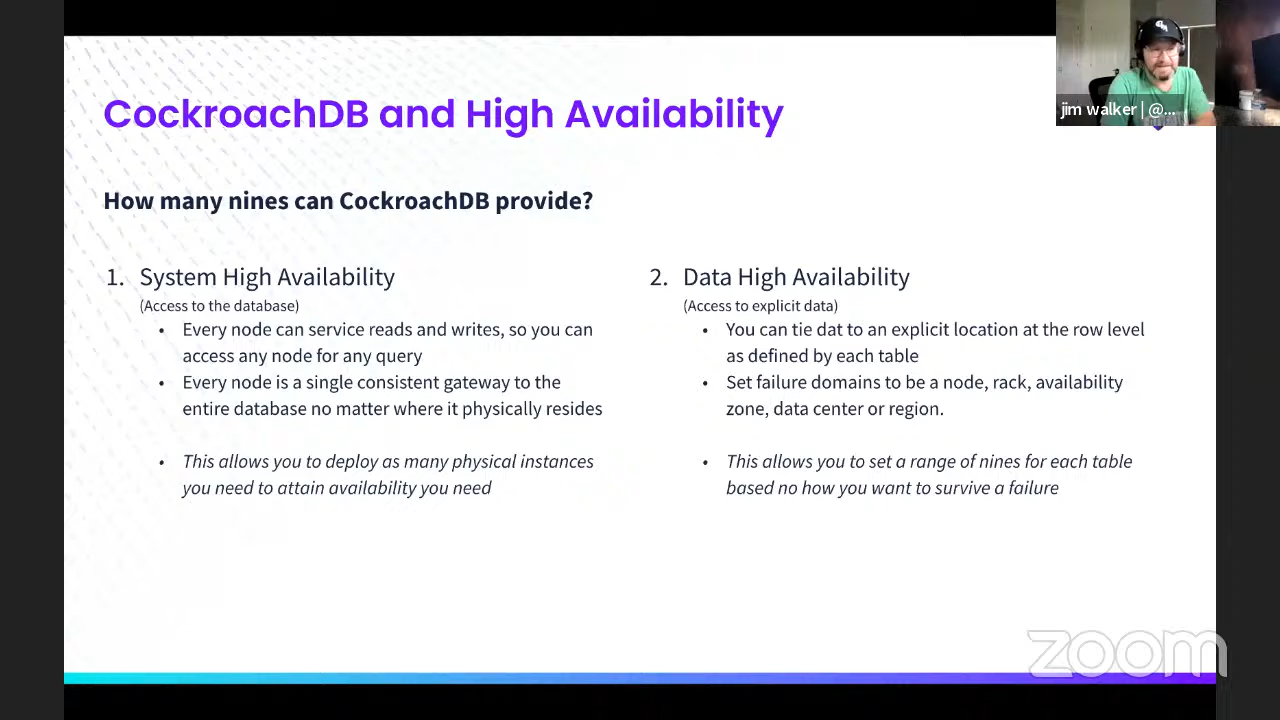 CockroachDB and High Availability
jim walker | @...
How many nines can CockroachDB provide?
1. System High Availability
(Access to the database)
• Every node can service reads and writes, so you can
access any node for any query
• Every node is a single consistent gateway to the
entire database no matter where it physically resides
• This allows you to deploy as many physical instances
you need to attain availability you need
2. Data High Availability
(Access to explicit data)
• You can tie dat to an explicit location at the row level
as defined by each table
• Set failure domains to be a node, rack, availability
zone, data center or region.
• This allows you to set a range of nines for each table
based no how you want to survive a failure
zoom